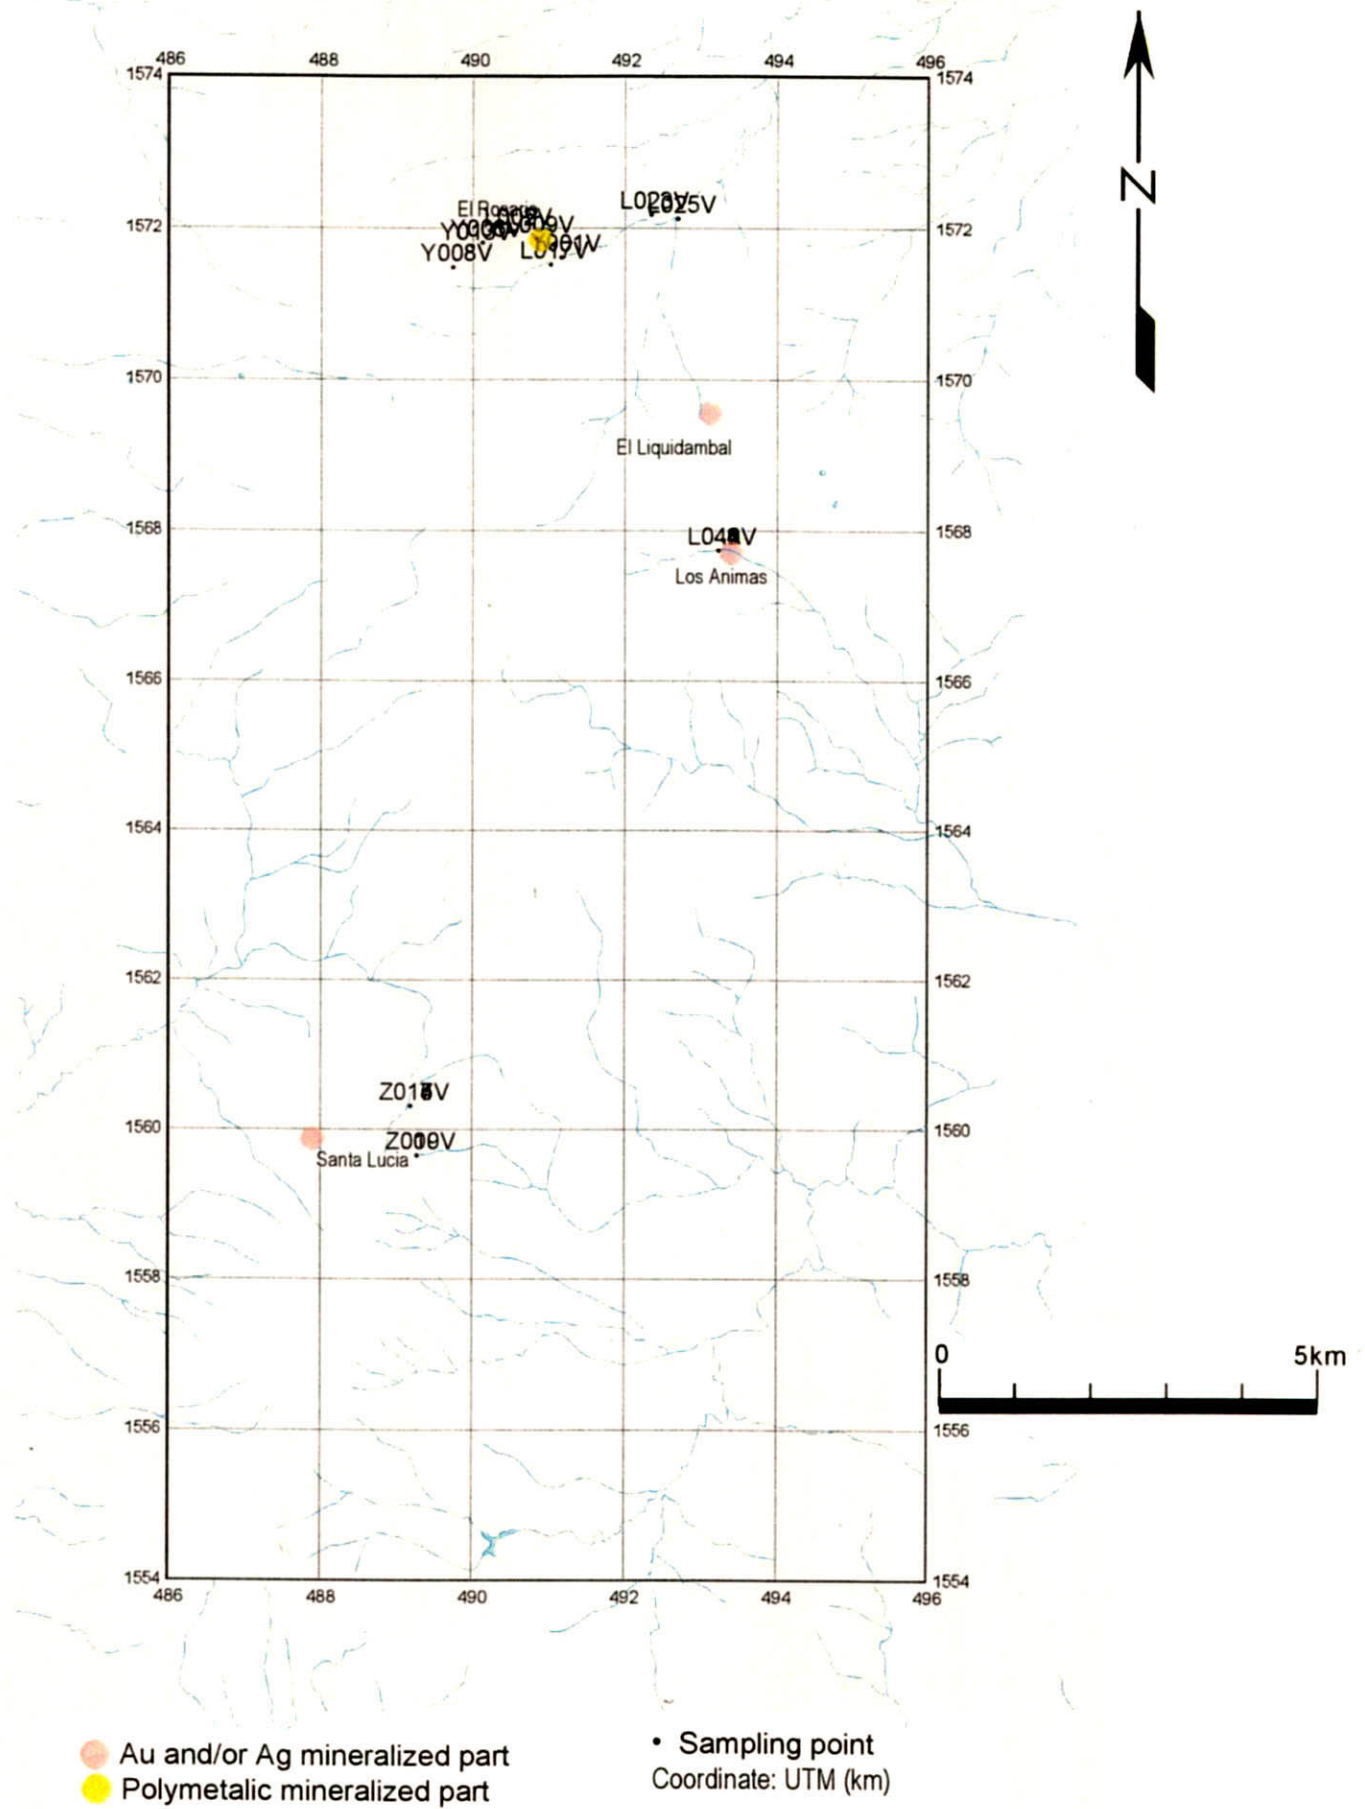 486 488 490 492 494 496
1574 1574
N
L025V
El Rosario
1572 1572
Y008V
1570 1570
El Liquidambal
1568 1568
Los Animas
1566 1566
1564 1564
1562 1562
1560 1560
Santa Lucia
1558 1558
0 5km
1556 1556
1554 1554
486 488 490 492 494 496
Au and/or Ag mineralized part
Polymetalic mineralized part
Sampling point
Coordinate: UTM (km)